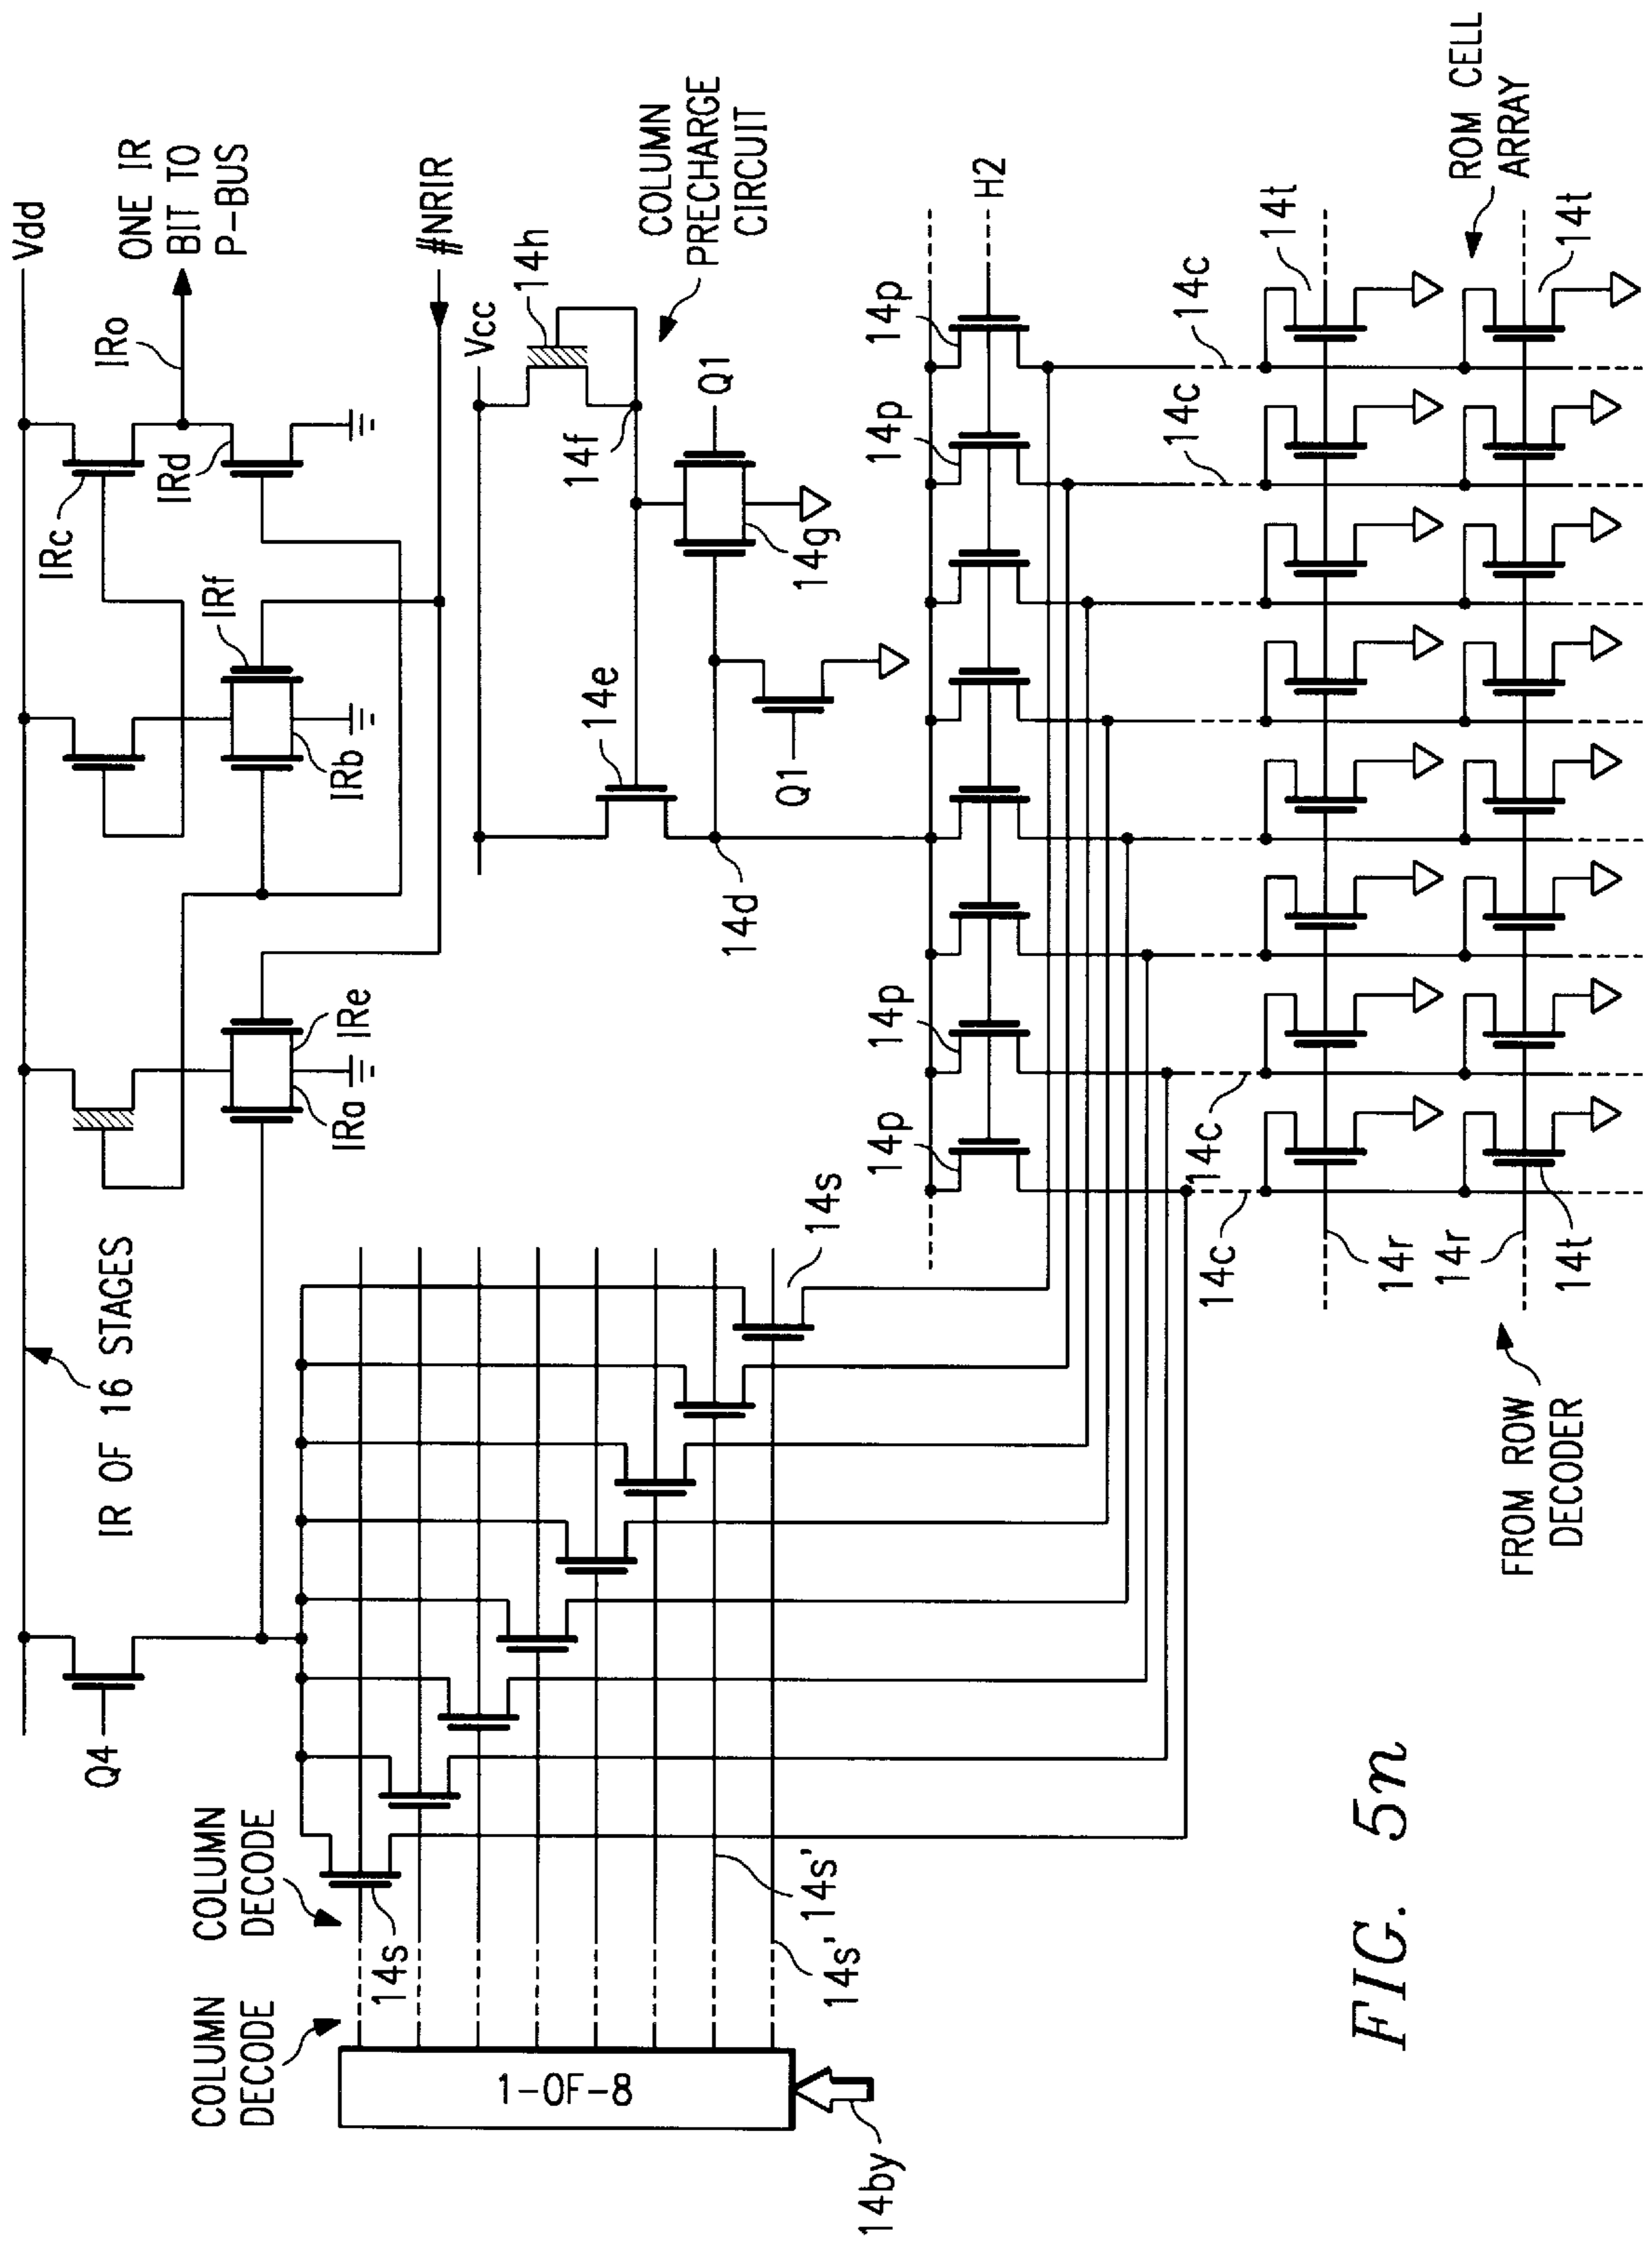 Vdd
IR OF 16 STAGES
ONE IR
BIT TO
P-BUS
IRo
IRc
IRd
IRf
IRb
IRe
IRa
#NRIR
Q4
COLUMN
DECODE
COLUMN
DECODE
14s
14s
14s'
14s'
1-OF-8
14by
Vcc
14h
14f
14e
14g
14d
Q1
Q1
COLUMN
PRECHARGE
CIRCUIT
14p
14p
14p
14p
H2
14c
14c
14c
14c
14t
14t
14t
14r
14r
ROM CELL
ARRAY
FROM ROW
DECODER
FIG. 5n